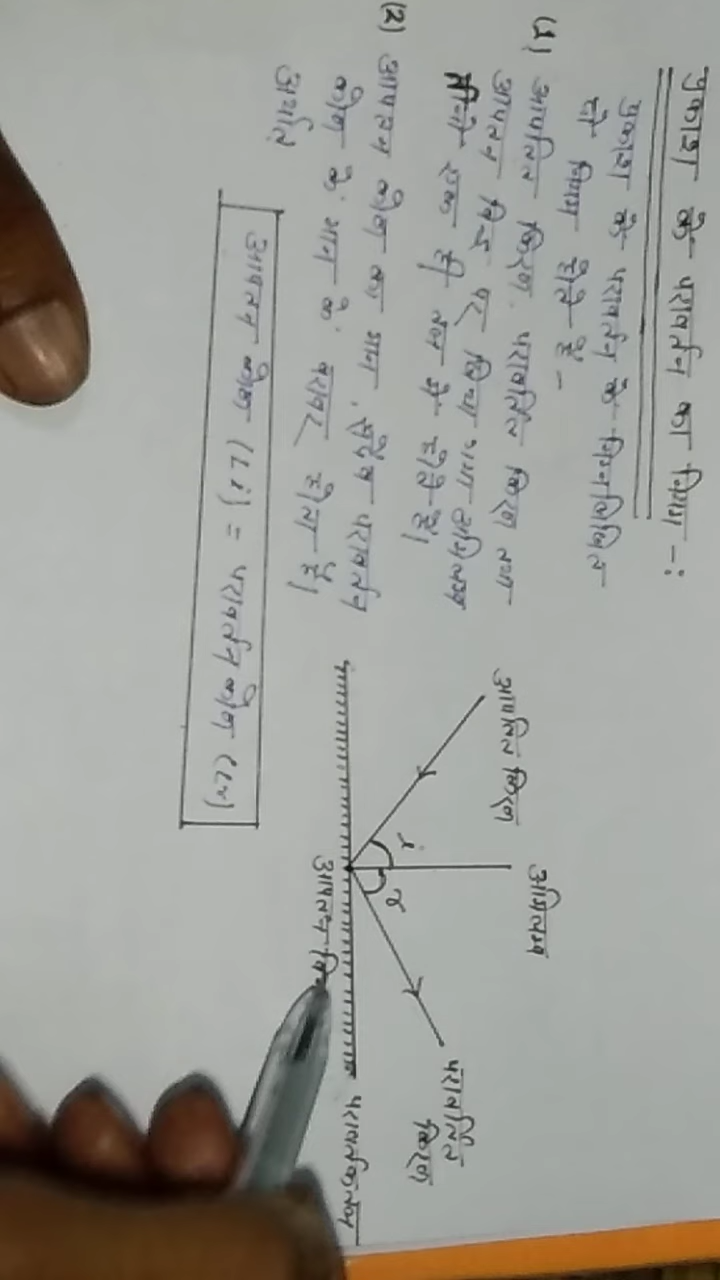 प्रकाश के परावर्तन का नियम -:
प्रकाश के परावर्तन के निम्नलिखित
दो नियम होते हैं -
(1) आपतित किरण, परावर्तित किरण तथा
आपतन बिन्दु पर खिंचा गया अभिलम्ब
तीनो एक ही तल मे होते है।
(2) आपतन कोण का मान, सदैव परावर्तन
कोण के मान के बराबर होता है।
अर्थात
आपतन कोण (∠i) = परावर्तन कोण (∠r)
आपतित किरण
अभिलम्ब
i
r
परावर्तित
किरण
आपतन
परावर्तक तल